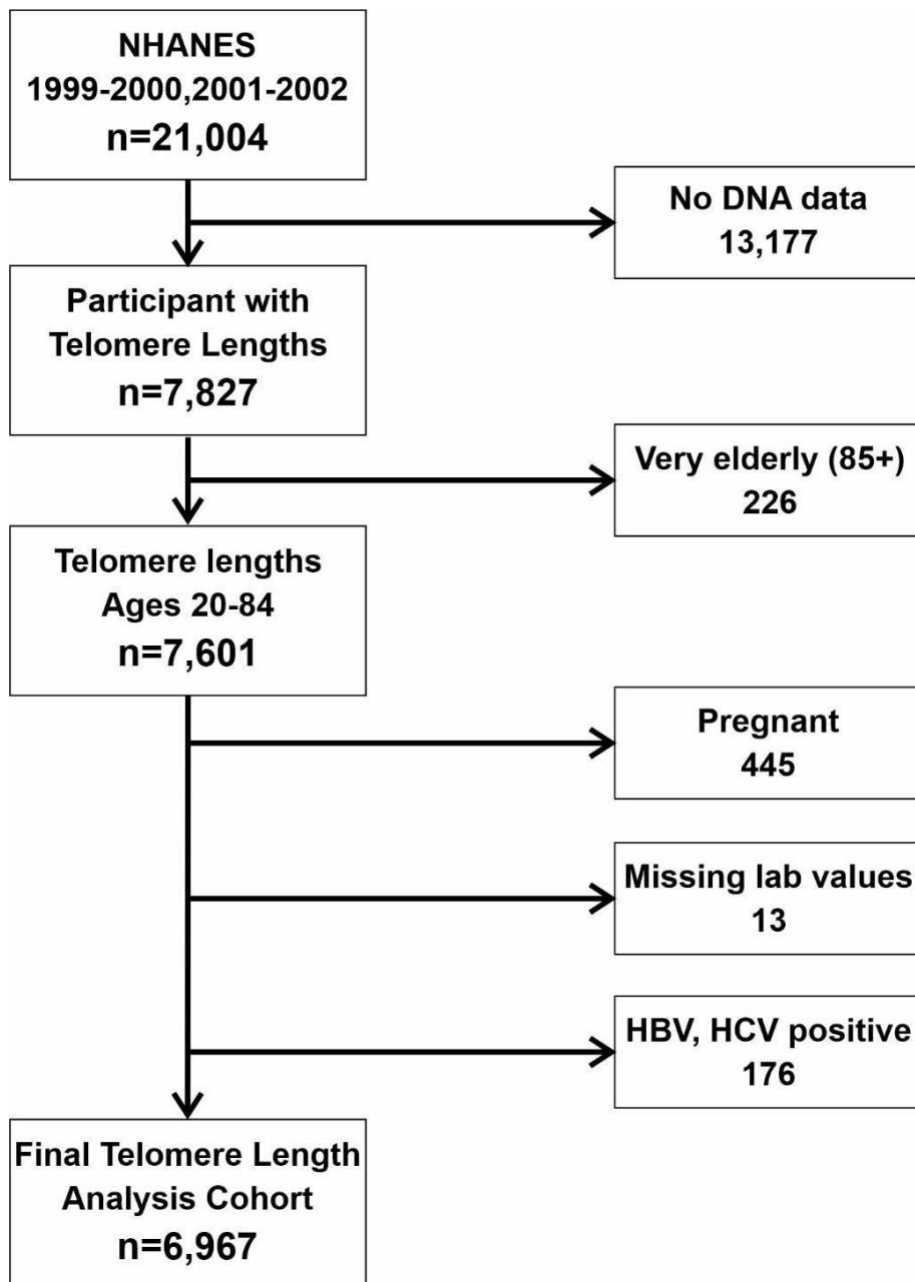 NHANES
1999-2000,2001-2002
n=21,004
No DNA data
13,177
Participant with
Telomere Lengths
n=7,827
Very elderly (85+)
226
Telomere lengths
Ages 20-84
n=7,601
Pregnant
445
Missing lab values
13
HBV, HCV positive
176
Final Telomere Length
Analysis Cohort
n=6,967